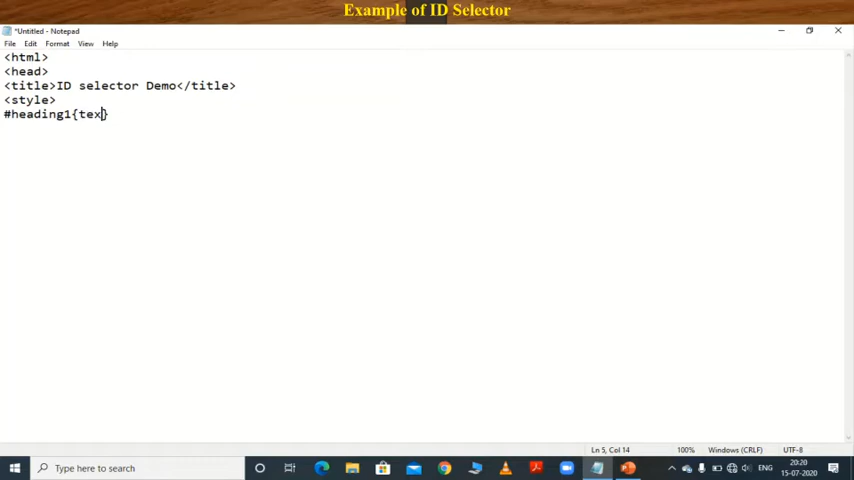 Example of ID Selector
*Untitled - Notepad
File Edit Format View Help
<html>
<head>
<title>ID selector Demo</title>
<style>
#heading1{tex}
Ln 5, Col 14 100% Windows (CRLF) UTF-8
Type here to search
ENG
20:20
15-07-2020